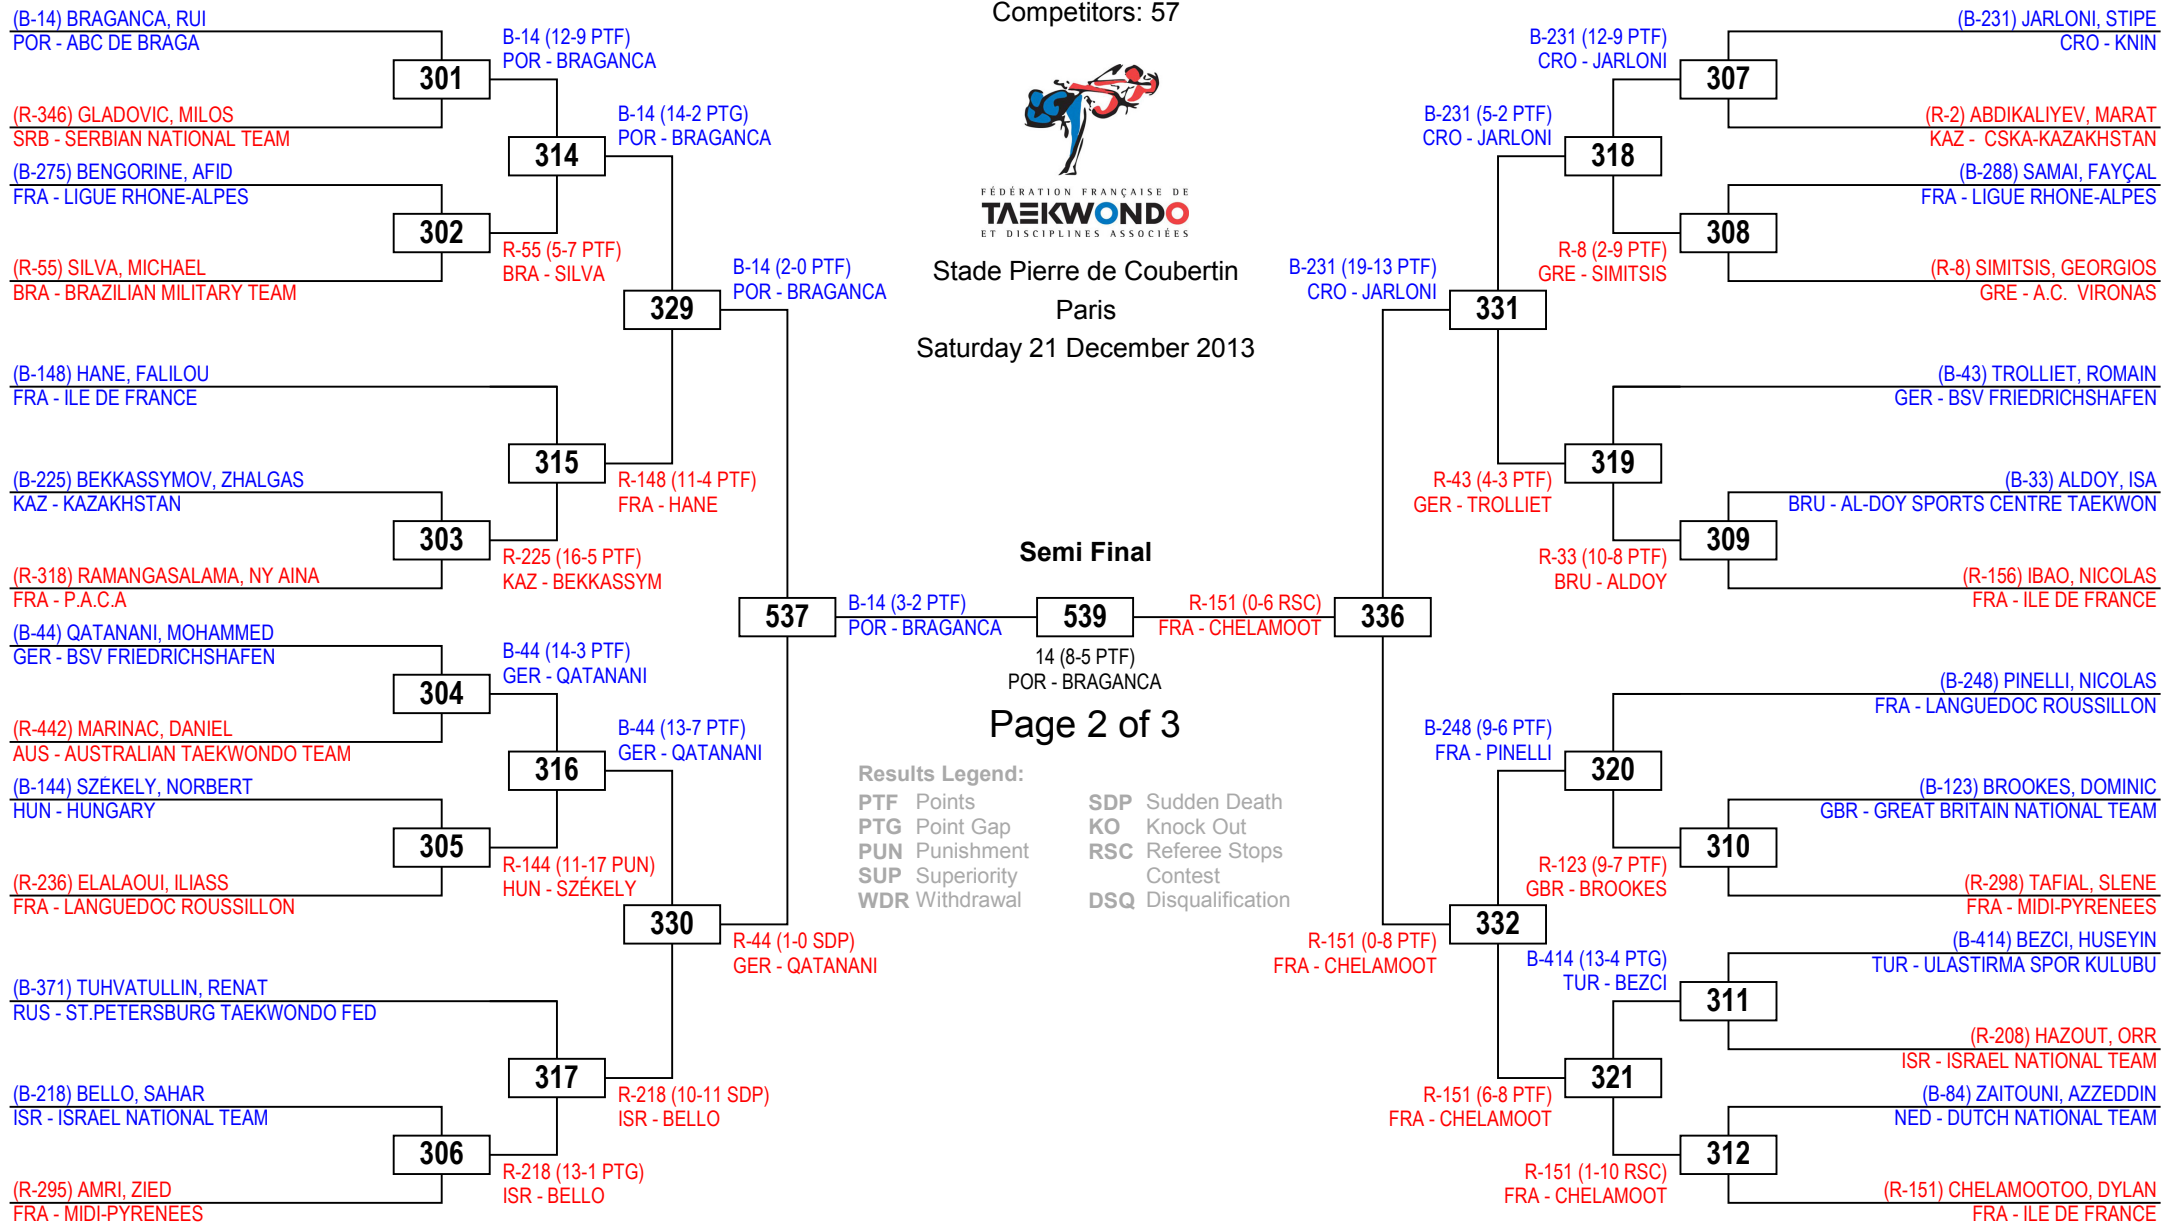 Competitors: 57
FÉDÉRATION FRANÇAISE DE
TAEKWONDO
ET DISCIPLINES ASSOCIÉES
Stade Pierre de Coubertin
Paris
Saturday 21 December 2013
(B-14) BRAGANCA, RUI
POR - ABC DE BRAGA
301
(R-346) GLADOVIC, MILOS
SRB - SERBIAN NATIONAL TEAM
(B-275) BENGORINE, AFID
FRA - LIGUE RHONE-ALPES
302
(R-55) SILVA, MICHAEL
BRA - BRAZILIAN MILITARY TEAM
(B-148) HANE, FALILOU
FRA - ILE DE FRANCE
(B-225) BEKKASSYMOV, ZHALGAS
KAZ - KAZAKHSTAN
303
(R-318) RAMANGASALAMA, NY AINA
FRA - P.A.C.A
(B-44) QATANANI, MOHAMMED
GER - BSV FRIEDRICHSHAFEN
304
(R-442) MARINAC, DANIEL
AUS - AUSTRALIAN TAEKWONDO TEAM
(B-144) SZÉKELY, NORBERT
HUN - HUNGARY
305
(R-236) ELALAOUI, ILIASS
FRA - LANGUEDOC ROUSSILLON
(B-371) TUHVATULLIN, RENAT
RUS - ST.PETERSBURG TAEKWONDO FED
(B-218) BELLO, SAHAR
ISR - ISRAEL NATIONAL TEAM
306
(R-295) AMRI, ZIED
FRA - MIDI-PYRENEES
B-14 (12-9 PTF)
POR - BRAGANCA
314
R-55 (5-7 PTF)
BRA - SILVA
315
R-225 (16-5 PTF)
KAZ - BEKKASSYM
B-44 (14-3 PTF)
GER - QATANANI
316
R-144 (11-17 PUN)
HUN - SZÉKELY
317
R-218 (13-1 PTG)
ISR - BELLO
B-14 (14-2 PTG)
POR - BRAGANCA
329
R-148 (11-4 PTF)
FRA - HANE
B-44 (13-7 PTF)
GER - QATANANI
330
R-218 (10-11 SDP)
ISR - BELLO
B-14 (2-0 PTF)
POR - BRAGANCA
537
R-44 (1-0 SDP)
GER - QATANANI
Semi Final
B-14 (3-2 PTF)
POR - BRAGANCA
539
R-151 (0-6 RSC)
FRA - CHELAMOOT
14 (8-5 PTF)
POR - BRAGANCA
Page 2 of 3
Results Legend:
PTF Points
PTG Point Gap
PUN Punishment
SUP Superiority
WDR Withdrawal
SDP Sudden Death
KO Knock Out
RSC Referee Stops
Contest
DSQ Disqualification
B-231 (19-13 PTF)
CRO - JARLONI
336
R-151 (0-8 PTF)
FRA - CHELAMOOT
B-231 (5-2 PTF)
CRO - JARLONI
331
R-43 (4-3 PTF)
GER - TROLLIET
B-248 (9-6 PTF)
FRA - PINELLI
332
R-151 (6-8 PTF)
FRA - CHELAMOOT
B-231 (12-9 PTF)
CRO - JARLONI
318
R-8 (2-9 PTF)
GRE - SIMITSIS
319
R-33 (10-8 PTF)
BRU - ALDOY
320
R-123 (9-7 PTF)
GBR - BROOKES
B-414 (13-4 PTG)
TUR - BEZCI
321
R-151 (1-10 RSC)
FRA - CHELAMOOT
(B-231) JARLONI, STIPE
CRO - KNIN
307
(R-2) ABDIKALIYEV, MARAT
KAZ - CSKA-KAZAKHSTAN
(B-288) SAMAI, FAYÇAL
FRA - LIGUE RHONE-ALPES
308
(R-8) SIMITSIS, GEORGIOS
GRE - A.C. VIRONAS
(B-43) TROLLIET, ROMAIN
GER - BSV FRIEDRICHSHAFEN
(B-33) ALDOY, ISA
BRU - AL-DOY SPORTS CENTRE TAEKWON
309
(R-156) IBAO, NICOLAS
FRA - ILE DE FRANCE
(B-248) PINELLI, NICOLAS
FRA - LANGUEDOC ROUSSILLON
(B-123) BROOKES, DOMINIC
GBR - GREAT BRITAIN NATIONAL TEAM
310
(R-298) TAFIAL, SLENE
FRA - MIDI-PYRENEES
(B-414) BEZCI, HUSEYIN
TUR - ULASTIRMA SPOR KULUBU
311
(R-208) HAZOUT, ORR
ISR - ISRAEL NATIONAL TEAM
(B-84) ZAITOUNI, AZZEDDIN
NED - DUTCH NATIONAL TEAM
312
(R-151) CHELAMOOTOO, DYLAN
FRA - ILE DE FRANCE